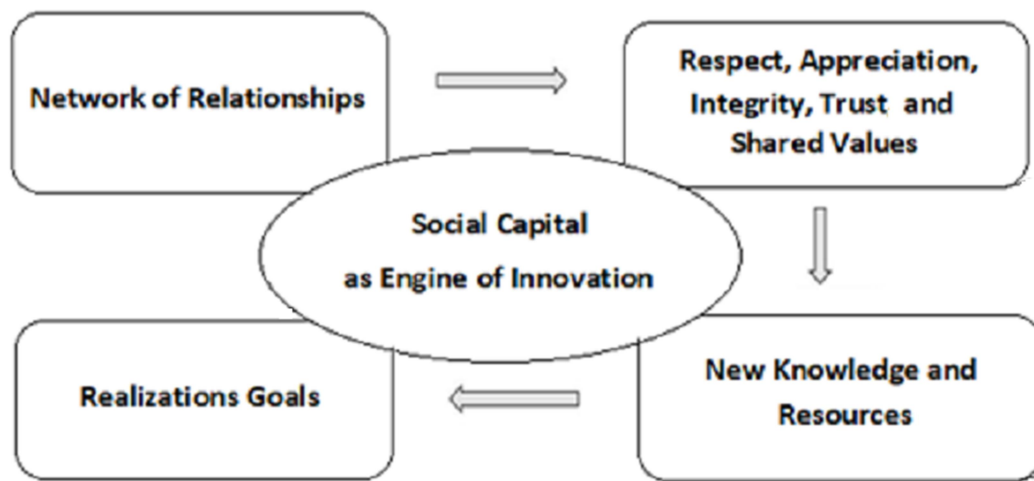 Network of Relationships
Respect, Appreciation,
Integrity, Trust and
Shared Values
Social Capital
as Engine of Innovation
Realizations Goals
New Knowledge and
Resources